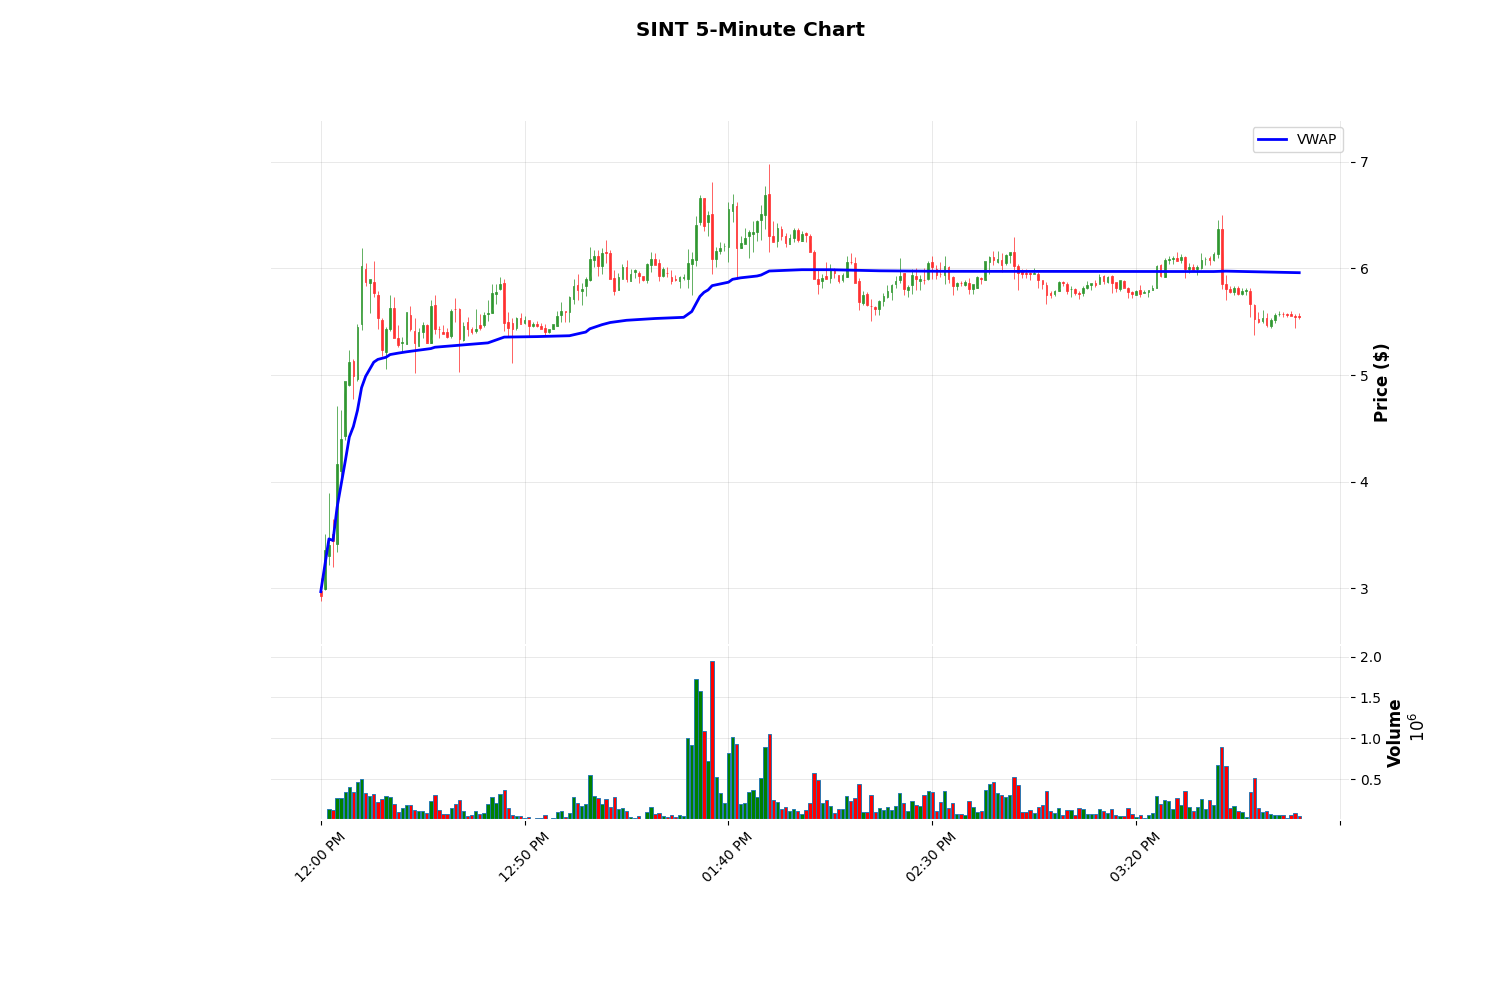 SINT 5-Minute Chart
VWAP
7
6
5
4
3
Price ($)
2.0
1.5
1.0
0.5
Volume
10^6
12:00 PM
12:50 PM
01:40 PM
02:30 PM
03:20 PM